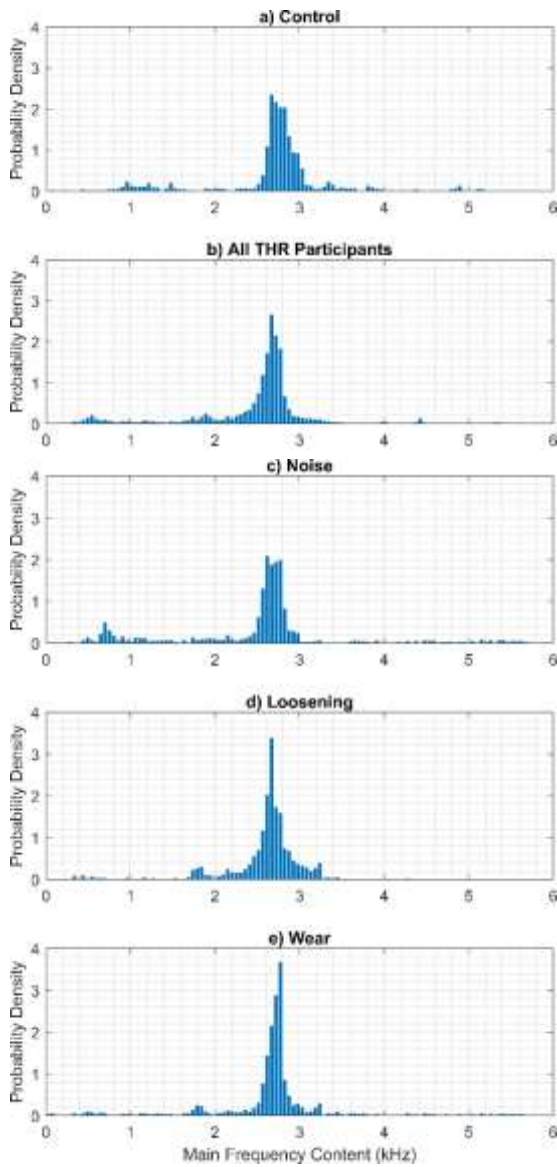 a) Control
4
3
2
1
0
Probability Density
0 1 2 3 4 5 6
b) All THR Participants
4
3
2
1
0
Probability Density
0 1 2 3 4 5 6
c) Noise
4
3
2
1
0
Probability Density
0 1 2 3 4 5 6
d) Loosening
4
3
2
1
0
Probability Density
0 1 2 3 4 5 6
e) Wear
4
3
2
1
0
Probability Density
0 1 2 3 4 5 6
Main Frequency Content (kHz)